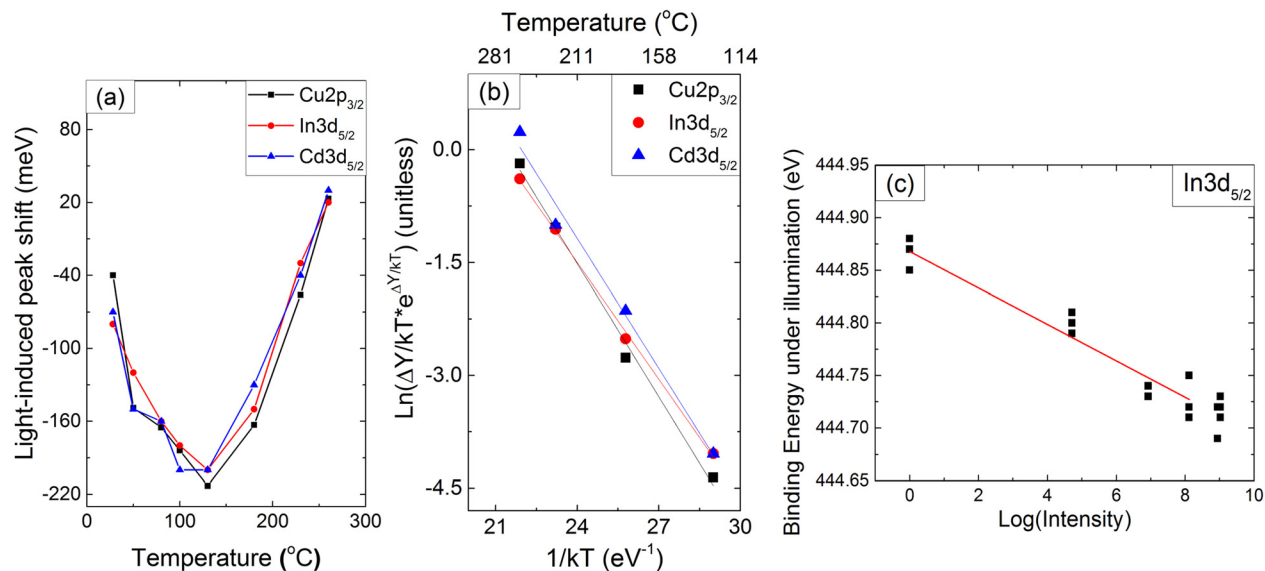 (a)
Cu2p3/2
In3d5/2
Cd3d5/2
80
20
-40
-100
-160
-220
Light-induced peak shift (meV)
0
100
200
300
Temperature (°C)
Temperature (°C)
281
211
158
114
(b)
Cu2p3/2
In3d5/2
Cd3d5/2
0.0
-1.5
-3.0
-4.5
Ln(ΔY/kT*e^ΔY/kT) (unitless)
21
24
27
30
1/kT (eV⁻¹)
(c)
In3d5/2
444.95
444.90
444.85
444.80
444.75
444.70
444.65
Binding Energy under illumination (eV)
0
2
4
6
8
10
Log(Intensity)